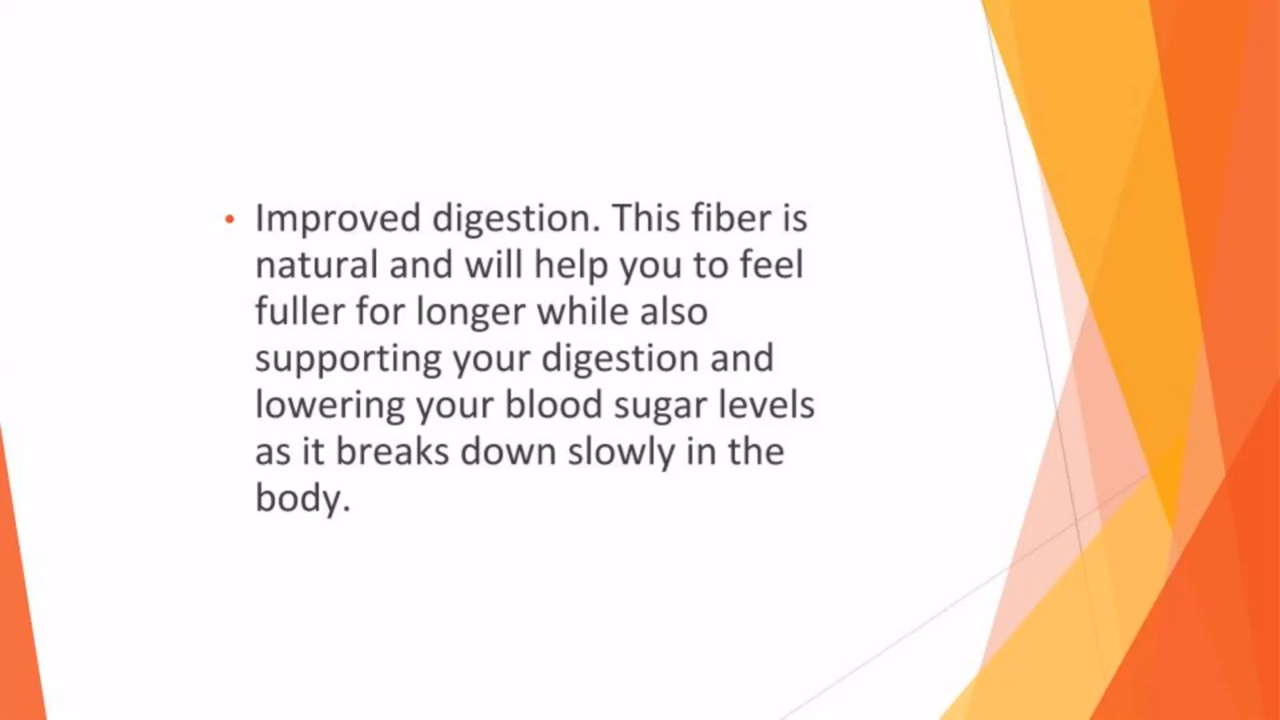 • Improved digestion. This fiber is
natural and will help you to feel
fuller for longer while also
supporting your digestion and
lowering your blood sugar levels
as it breaks down slowly in the
body.